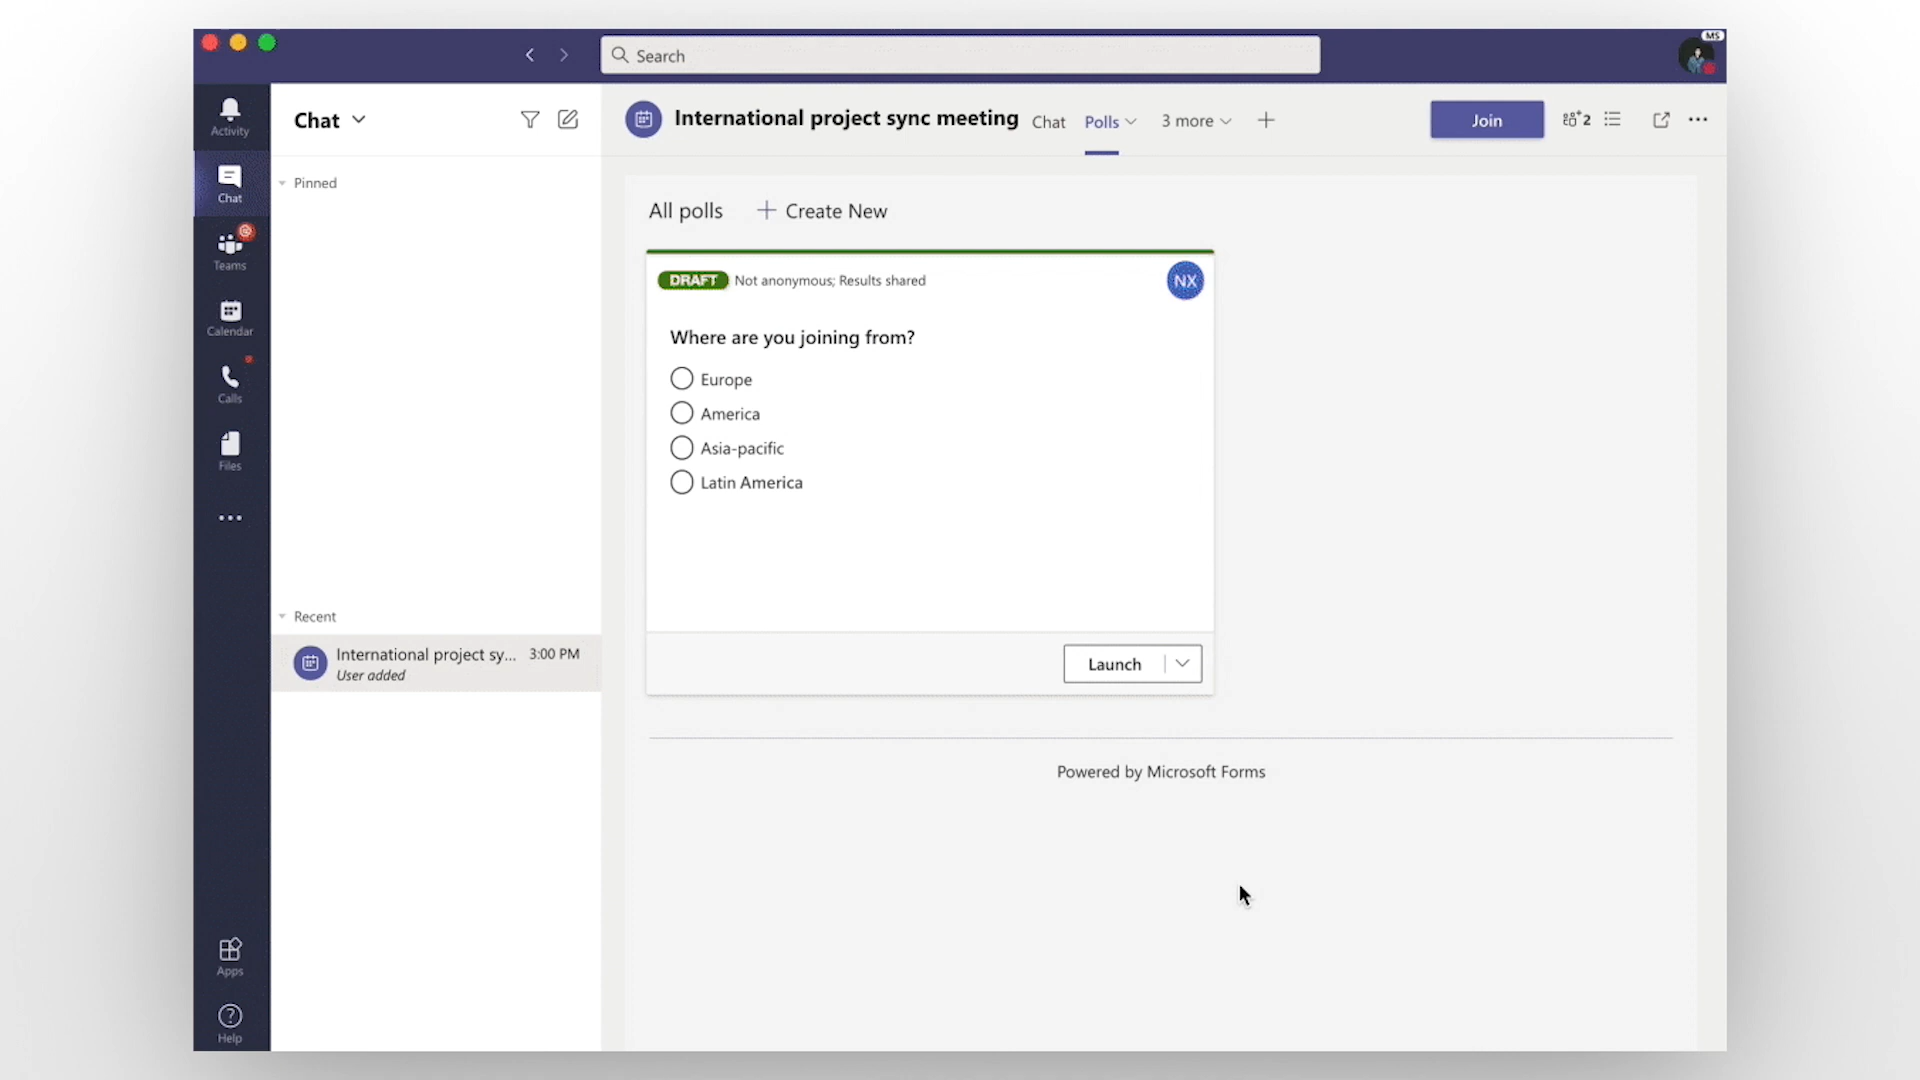 MS
Search
Activity
Chat
Teams
Calendar
Calls
Files
Apps
Help
Chat
Pinned
Recent
International project sy... 3:00 PM
User added
International project sync meeting Chat Polls 3 more Join 2
All polls Create New
DRAFT Not anonymous; Results shared NX
Where are you joining from?
Europe
America
Asia-pacific
Latin America
Launch
Powered by Microsoft Forms